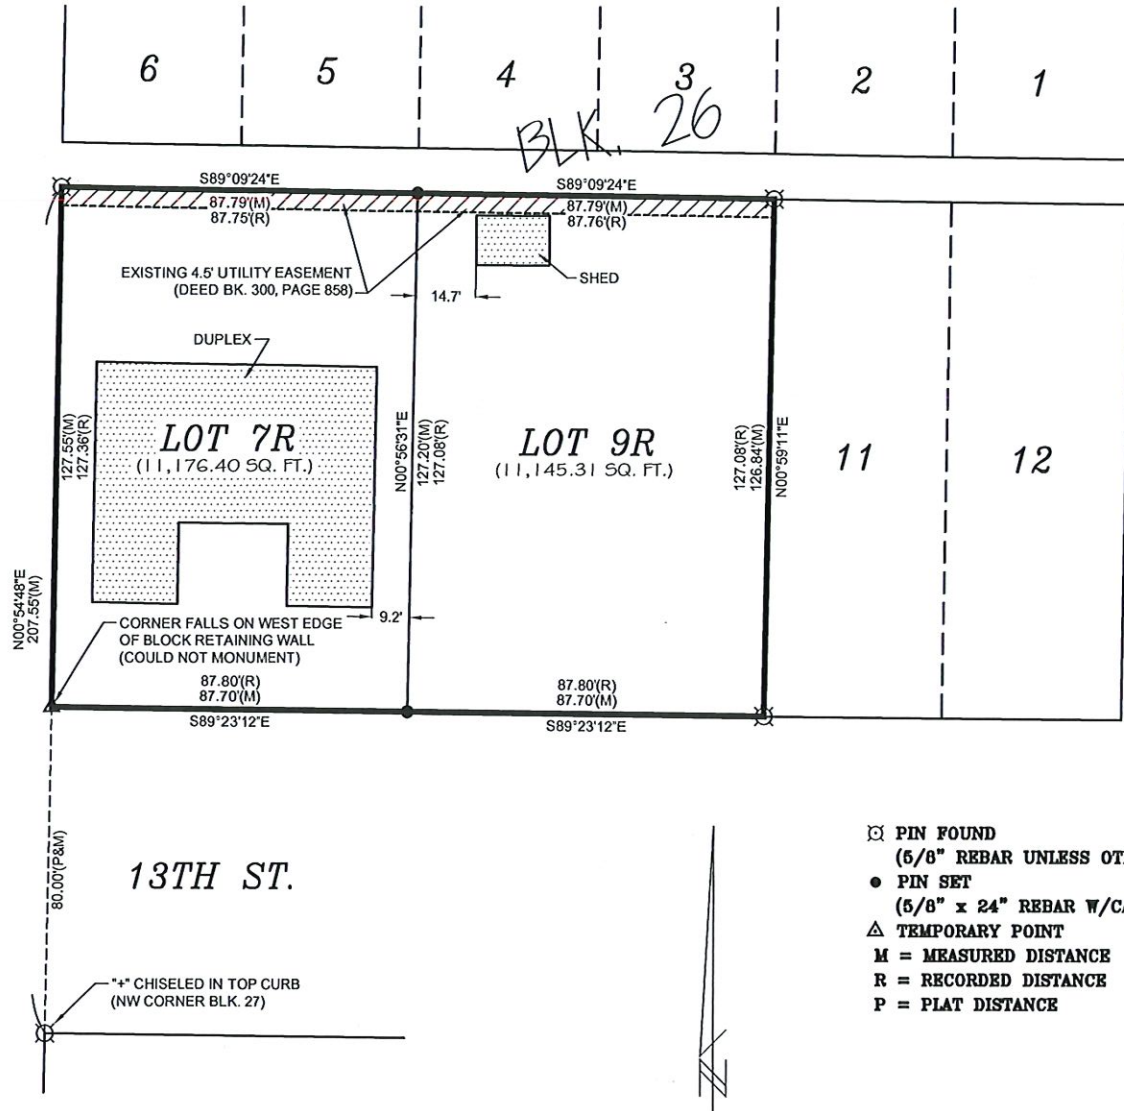 6
5
4
3
2
1
BLK. 26
S89°09'24"E
S89°09'24"E
87.79'(M)
87.75'(R)
87.79'(M)
87.76'(R)
EXISTING 4.5' UTILITY EASEMENT
(DEED BK. 300, PAGE 858)
14.7'
SHED
DUPLEX
127.55'(M)
127.36'(R)
LOT 7R
(11,176.40 SQ. FT.)
N00°56'31"E
127.20'(M)
127.08'(R)
LOT 9R
(11,145.31 SQ. FT.)
127.08'(R)
126.84'(M)
N00°59'11"E
11
12
N00°54'48"E
207.55'(M)
9.2'
CORNER FALLS ON WEST EDGE
OF BLOCK RETAINING WALL
(COULD NOT MONUMENT)
87.80'(R)
87.70'(M)
S89°23'12"E
87.80'(R)
87.70'(M)
S89°23'12"E
80.00'(P&M)
13TH ST.
"+" CHISELED IN TOP CURB
(NW CORNER BLK. 27)
N
PIN FOUND
(5/8" REBAR UNLESS OT
PIN SET
(5/8" x 24" REBAR W/CA
TEMPORARY POINT
M = MEASURED DISTANCE
R = RECORDED DISTANCE
P = PLAT DISTANCE